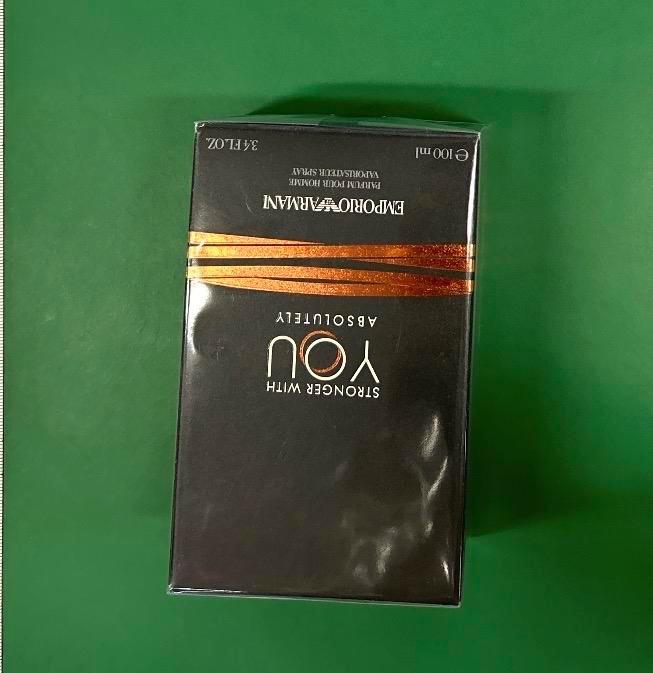 STRONGER WITH
YOU
ABSOLUTELY
EMPORIO ARMANI
PARFUM POUR HOMME
VAPORISATEUR SPRAY
℮ 100 ml 3.4 FL.OZ.